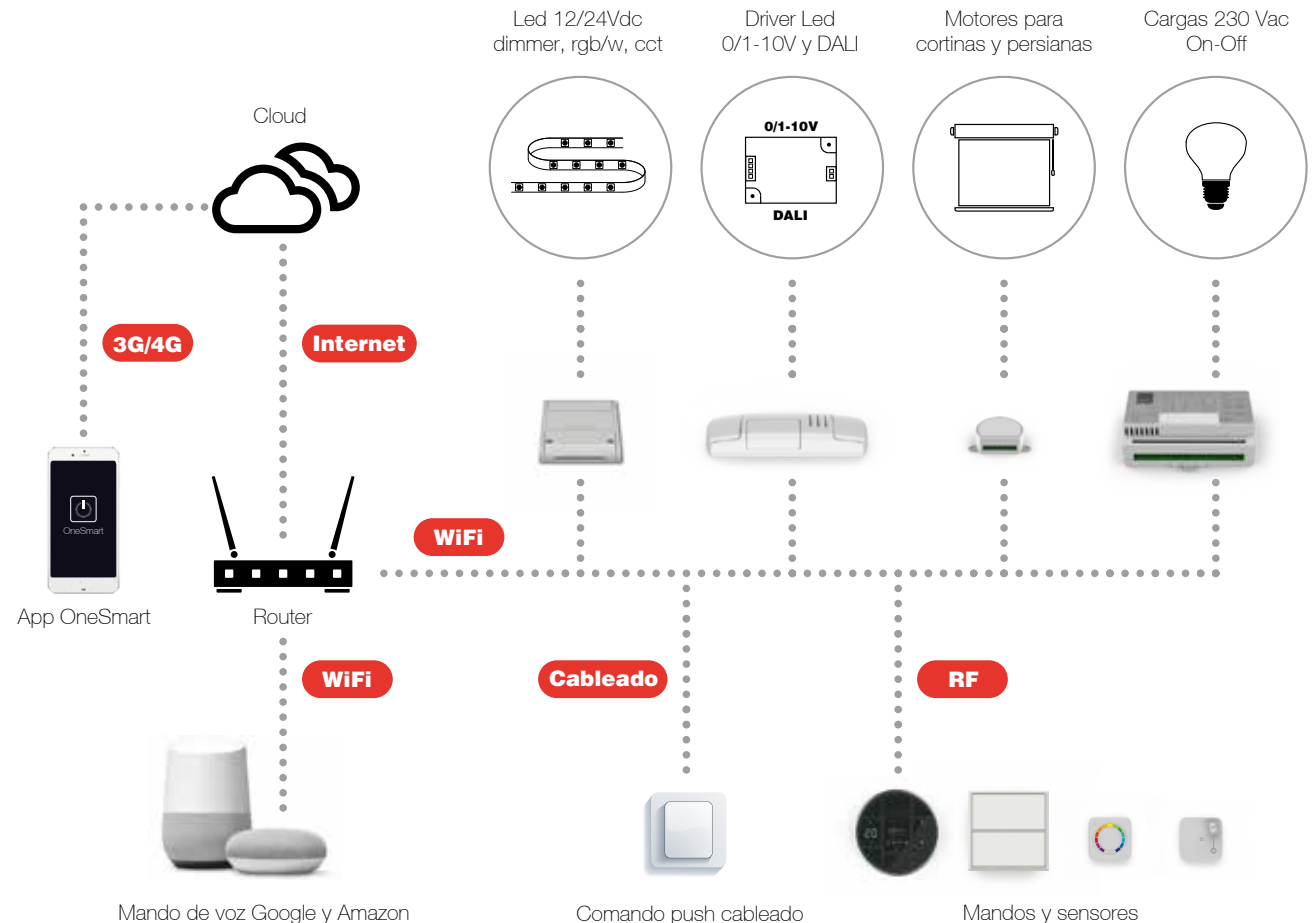 Led 12/24Vdc
dimmer, rgb/w, cct
Driver Led
0/1-10V y DALI
Motores para
cortinas y persianas
Cargas 230 Vac
On-Off
Cloud
0/1-10V
DALI
3G/4G
Internet
OneSmart
WiFi
App OneSmart
Router
WiFi
Cableado
RF
20
Mando de voz Google y Amazon
Comando push cableado
Mandos y sensores